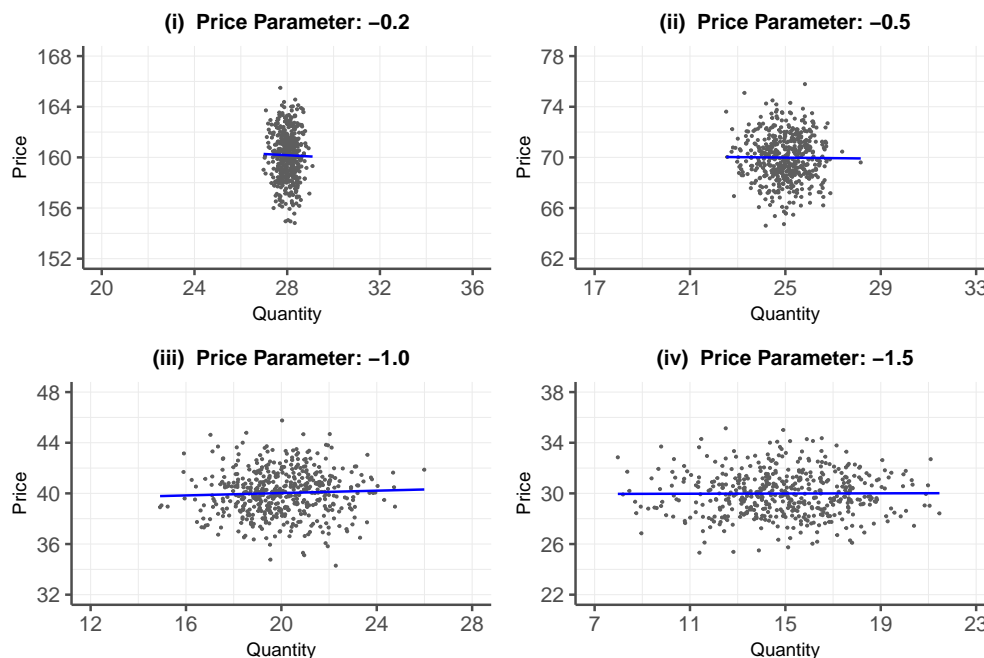 (i) Price Parameter: −0.2
168
164
160
156
152
Price
20 24 28 32 36
Quantity
(ii) Price Parameter: −0.5
78
74
70
66
62
Price
17 21 25 29 33
Quantity
(iii) Price Parameter: −1.0
48
44
40
36
32
Price
12 16 20 24 28
Quantity
(iv) Price Parameter: −1.5
38
34
30
26
22
Price
7 11 15 19 23
Quantity